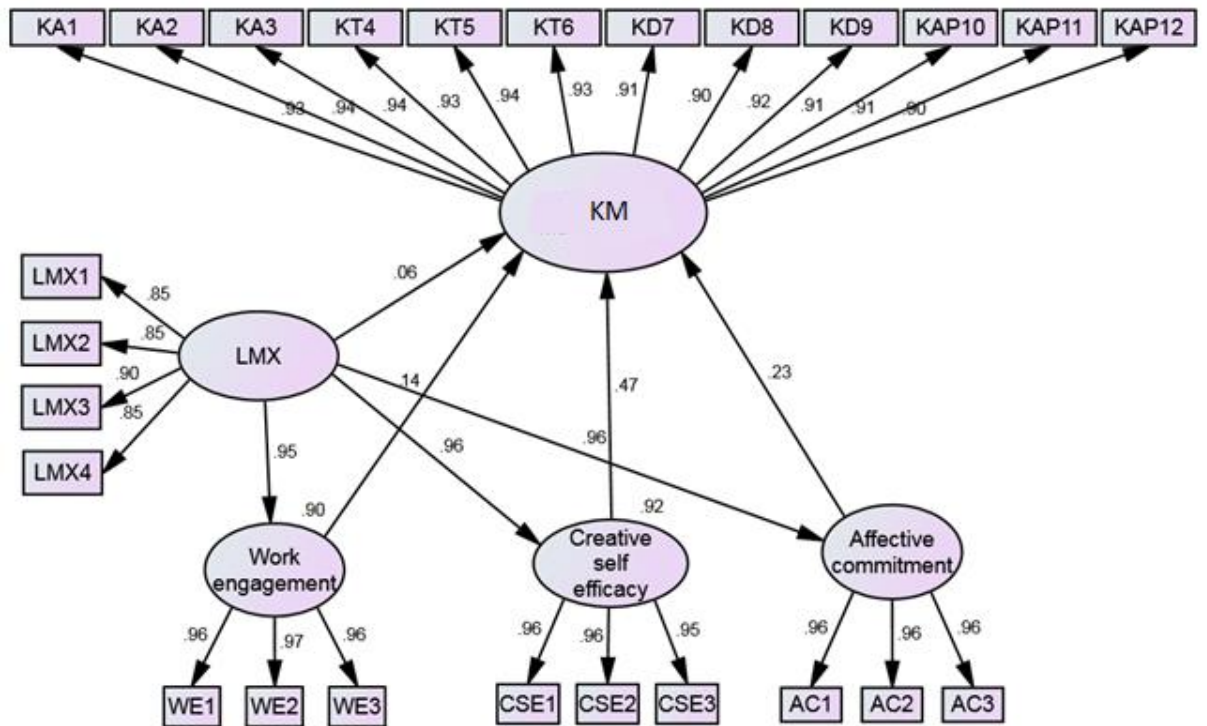 KA1 KA2 KA3 KT4 KT5 KT6 KD7 KD8 KD9 KAP10 KAP11 KAP12
.93 .94 .94 .93 .94 .93 .91 .90 .92 .91 .91 .90
KM
LMX1
.85
.06
LMX2
.85
LMX
.90
.14
.47
.23
LMX3
.85
LMX4
.95
.96
.96
.90
.92
Work
engagement
Creative
self
efficacy
Affective
commitment
.96 .97 .96
.96 .96 .95
.96 .96 .96
WE1 WE2 WE3 CSE1 CSE2 CSE3 AC1 AC2 AC3